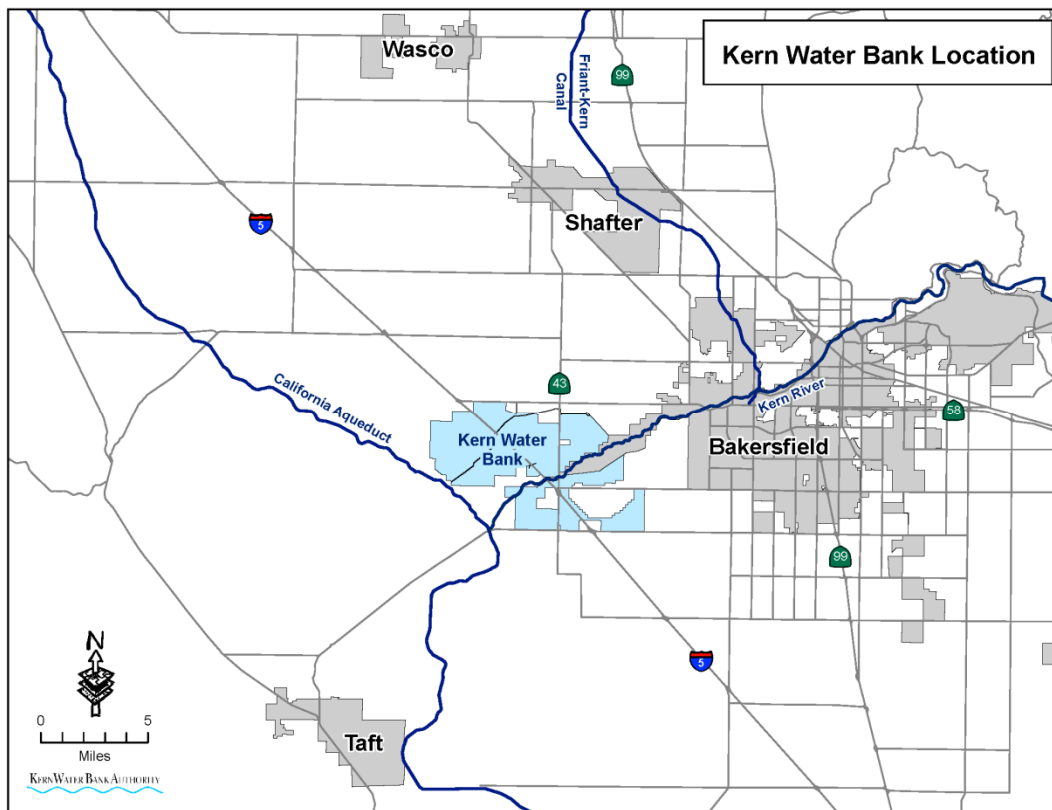 Kern Water Bank Location
Wasco
Friant-Kern
Canal
99
5
Shafter
California Aqueduct
43
Kern River
58
Kern Water
Bank
Bakersfield
99
N
5
0
5
Miles
Taft
KERN WATER BANK AUTHORITY